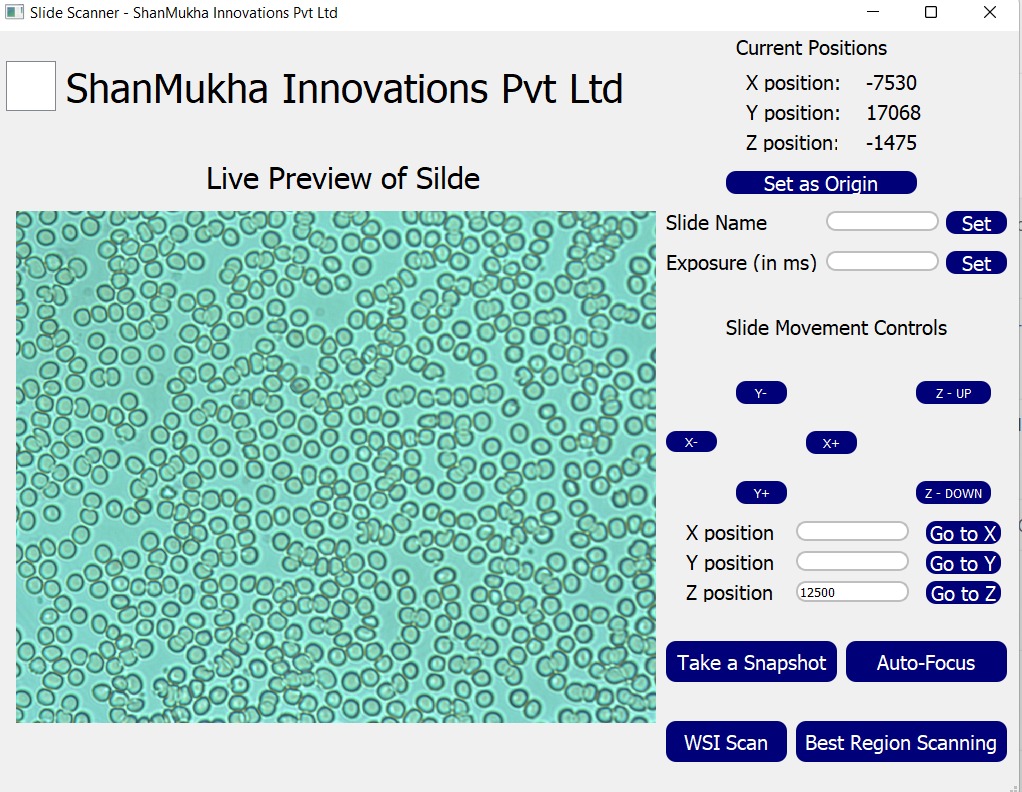 Slide Scanner - ShanMukha Innovations Pvt Ltd
ShanMukha Innovations Pvt Ltd
Live Preview of Silde
Current Positions
X position: -7530
Y position: 17068
Z position: -1475
Set as Origin
Slide Name Set
Exposure (in ms) Set
Slide Movement Controls
Y- Z - UP
X- X+
Y+ Z - DOWN
X position Go to X
Y position Go to Y
Z position 12500 Go to Z
Take a Snapshot Auto-Focus
WSI Scan Best Region Scanning